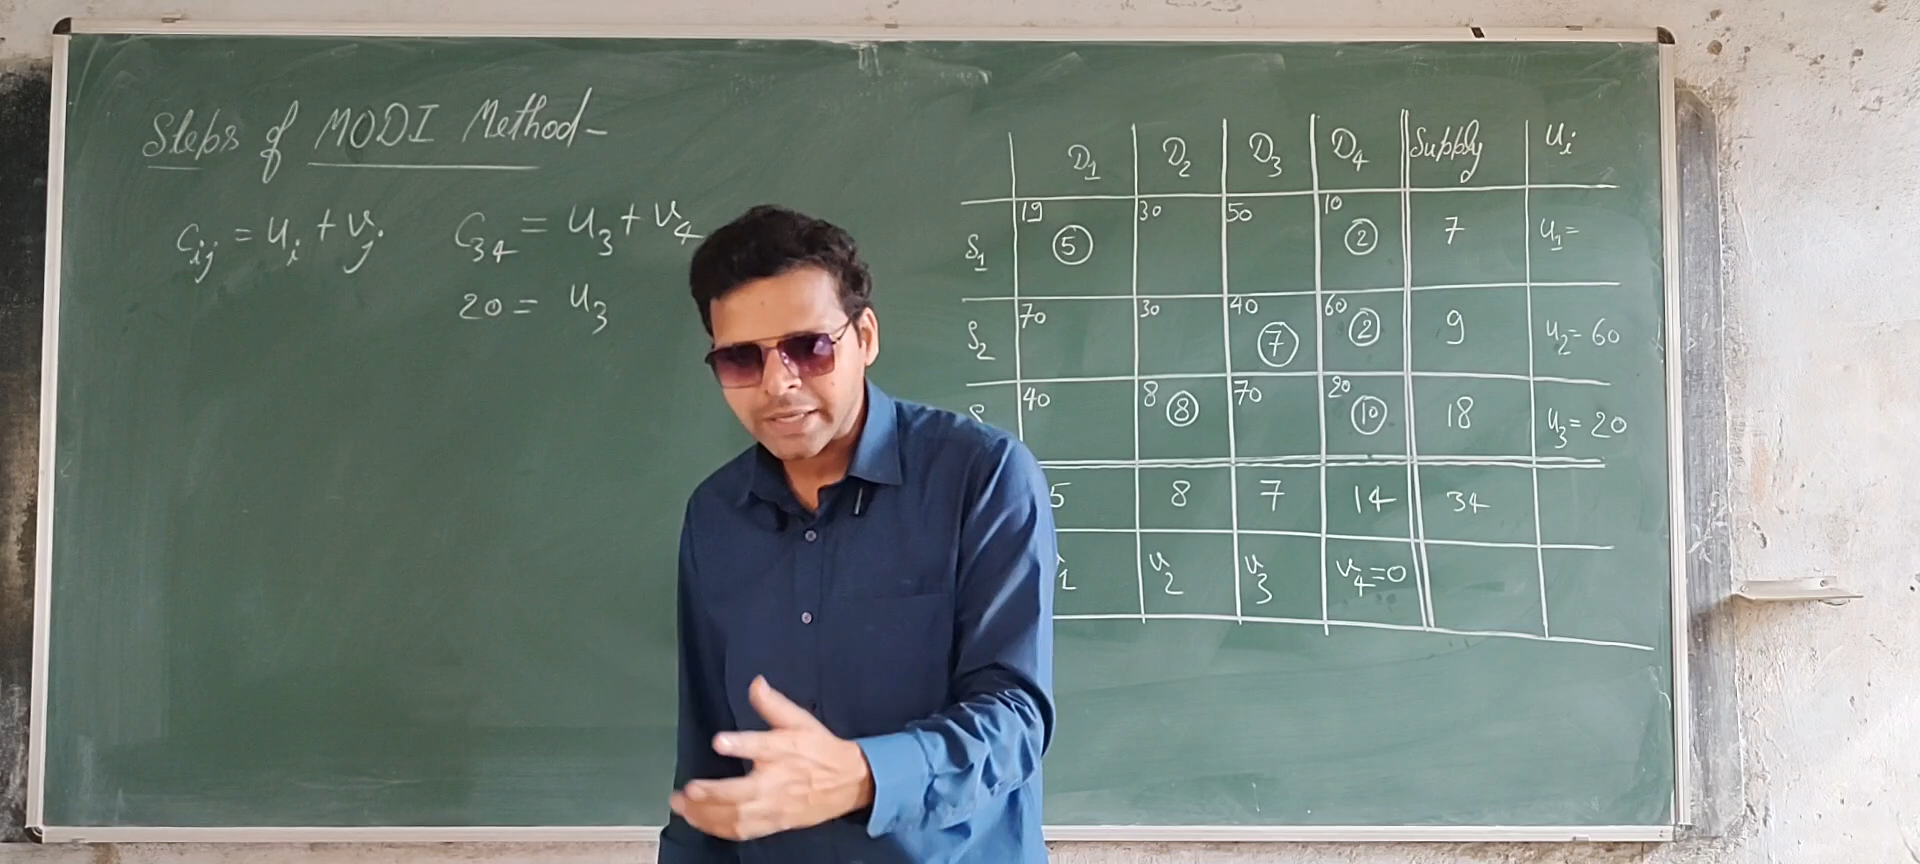 Steps of MODI Method-
Cij = ui + vj. C34 = u3 + v4
20 = u3
D1 D2 D3 D4 Supply ui
S1 19 5 30 50 10 2 7 u1=
S2 70 30 40 7 60 2 9 u2= 60
40 8 8 70 20 10 18 u3= 20
5 8 7 14 34
v2 v3 v4=0